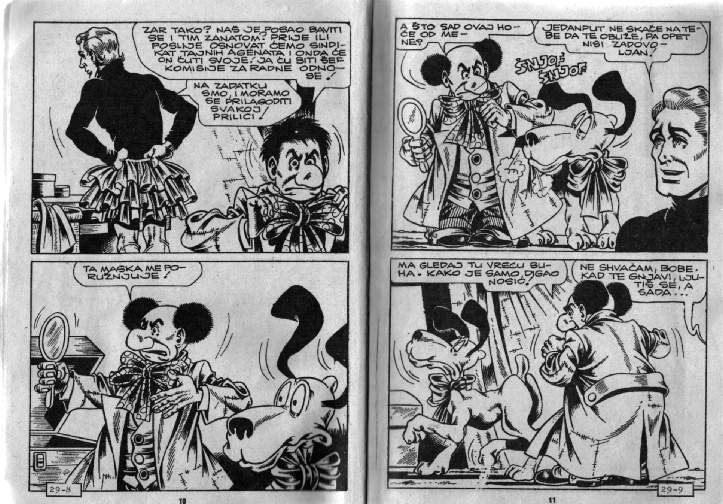 ZAR TAKO? NAŠ JE POSAO BAVITI
SE I TIM ZANATOM! PRIJE ILI
POSLIJE OSNOVAT ĆEMO SINDI-
KAT TAJNIH AGENATA I ONDA ĆE
ON ČUTI SVOJE! JA ĆU BITI ŠEF
KOMISIJE ZA RADNE ODNO-
SE!
NA ZADATKU
SMO, I MORAMO
SE PRILAGODITI
SVAKOJ
PRILICI!
TA MASKA ME PO-
RUŽNJUJE!
29-8
10
A ŠTO SAD OVAJ HO-
ĆE OD ME-
NE?
ŠNJOF
ŠNJOF
JEDANPUT NE SKAČE NA TE-
BE DA TE OBLIŽE, PA OPET
NISI ZADOVO-
LJAN!
MA GLEDAJ TU VREĆU BU-
HA. KAKO JE SAMO DIGAO
NOSIĆ!
NE SHVAĆAM, BOBE.
KAD TE GNJAVI, LJU-
TIŠ SE, A
SADA...
29-9
11